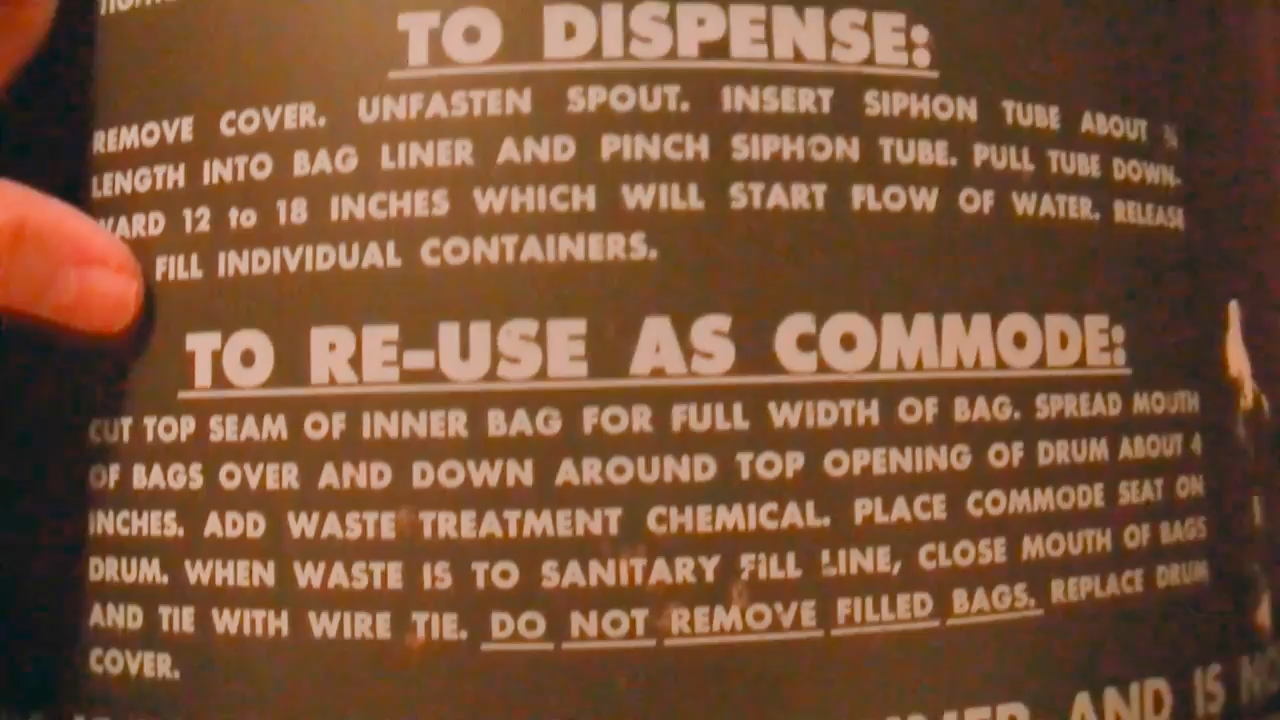 TO DISPENSE:
REMOVE COVER. UNFASTEN SPOUT. INSERT SIPHON TUBE ABOUT
LENGTH INTO BAG LINER AND PINCH SIPHON TUBE. PULL TUBE DOWN-
WARD 12 to 18 INCHES WHICH WILL START FLOW OF WATER. RELEASE
FILL INDIVIDUAL CONTAINERS.
TO RE-USE AS COMMODE:
CUT TOP SEAM OF INNER BAG FOR FULL WIDTH OF BAG. SPREAD MOUTH
OF BAGS OVER AND DOWN AROUND TOP OPENING OF DRUM ABOUT 4
INCHES. ADD WASTE TREATMENT CHEMICAL. PLACE COMMODE SEAT ON
DRUM. WHEN WASTE IS TO SANITARY FILL LINE, CLOSE MOUTH OF BAGS
AND TIE WITH WIRE TIE. DO NOT REMOVE FILLED BAGS. REPLACE DRUM
COVER.
AND IS